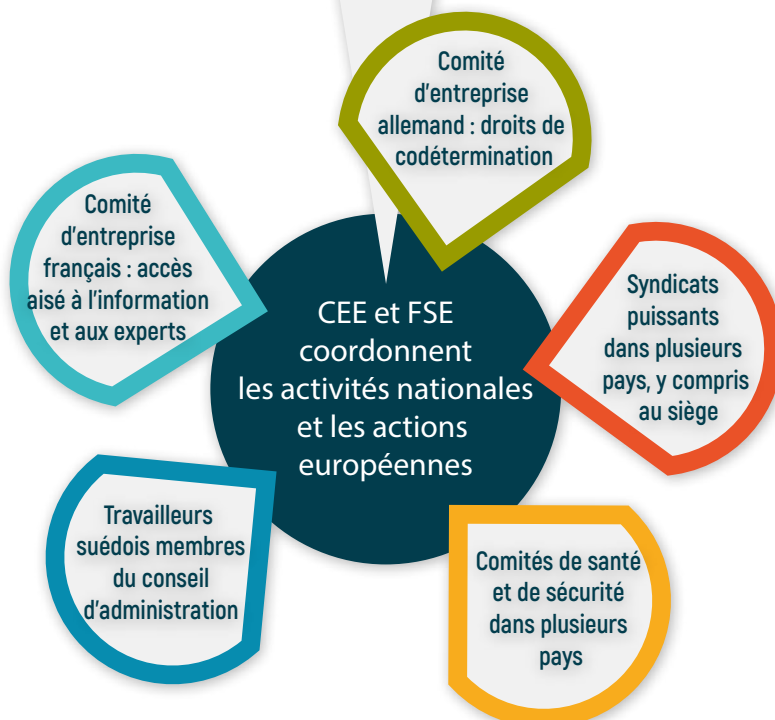 Comité
d'entreprise
allemand : droits de
codétermination
Comité
d'entreprise
français : accès
aisé à l'information
et aux experts
CEE et FSE
coordonnent
les activités nationales
et les actions
européennes
Syndicats
puissants
dans plusieurs
pays, y compris
au siège
Travailleurs
suédois membres
du conseil
d'administration
Comités de santé
et de sécurité
dans plusieurs
pays